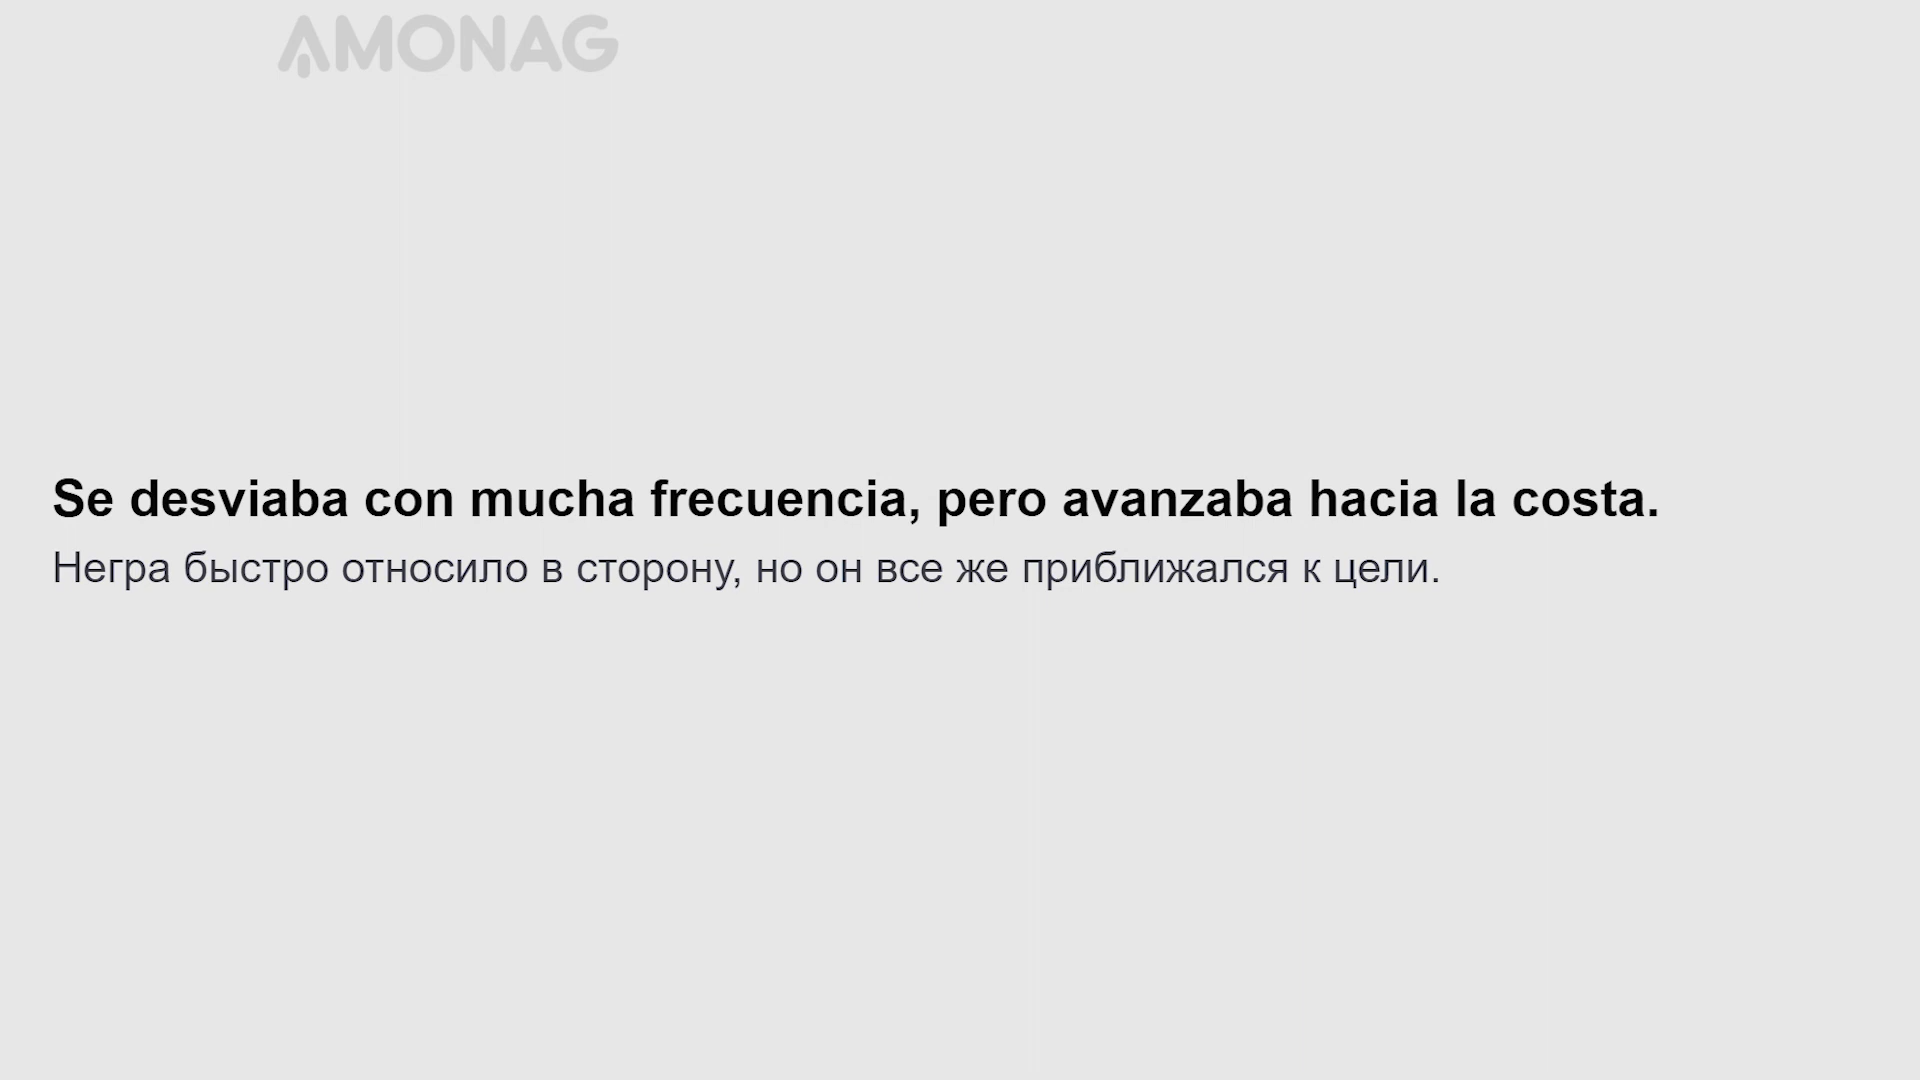 AMONAG
Se desviaba con mucha frecuencia, pero avanzaba hacia la costa.
Негра быстро относило в сторону, но он все же приближался к цели.